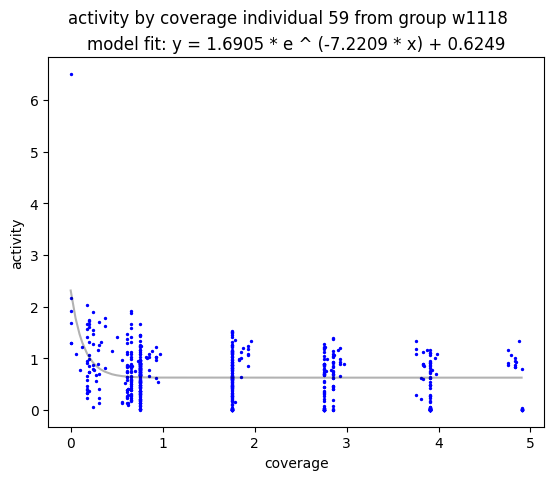 activity by coverage individual 59 from group w1118
model fit: y = 1.6905 * e ^ (-7.2209 * x) + 0.6249
activity
6
5
4
3
2
1
0
0 1 2 3 4 5
coverage